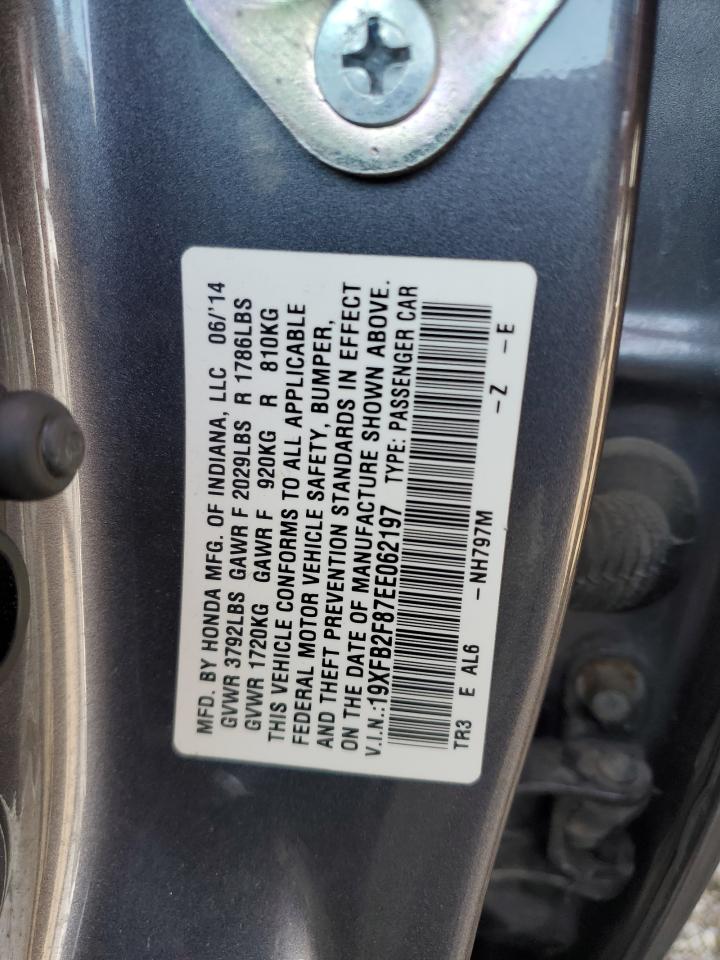 MFD. BY HONDA MFG. OF INDIANA, LLC 06/'14
GVWR 3792LBS GAWR F 2029LBS R 1786LBS
GVWR 1720KG GAWR F 920KG R 810KG
THIS VEHICLE CONFORMS TO ALL APPLICABLE
FEDERAL MOTOR VEHICLE SAFETY, BUMPER,
AND THEFT PREVENTION STANDARDS IN EFFECT
ON THE DATE OF MANUFACTURE SHOWN ABOVE.
V.I.N.:19XFB2F87EE062197 TYPE: PASSENGER CAR
TR3 E AL6 -NH797M -Z -E